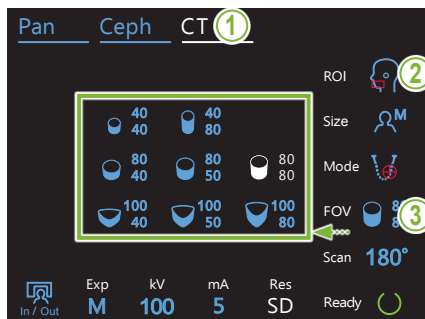 Pan Ceph CT 1
ROI 2
40 40
40 80
Size M
80 80 80
40 50 80
Mode
100 100 100
40 50 80
FOV 8 3
Scan 180°
Exp kV mA Res
In / Out M 100 5 SD Ready